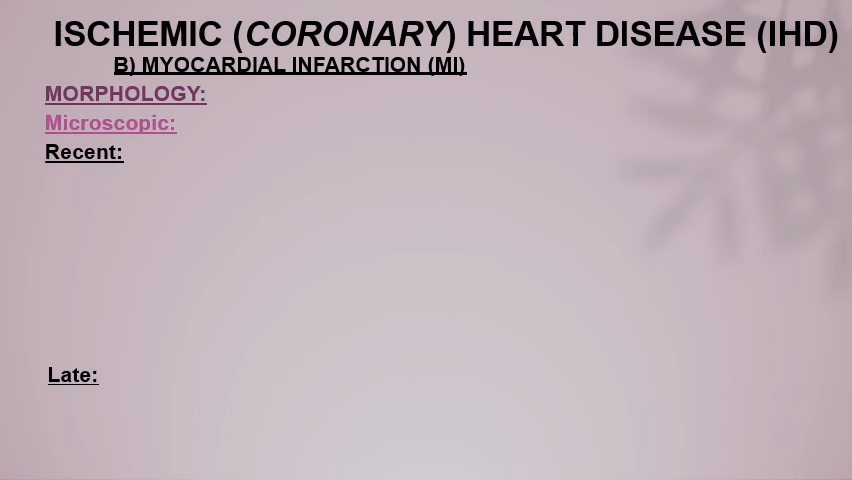 ISCHEMIC (CORONARY) HEART DISEASE (IHD)
B) MYOCARDIAL INFARCTION (MI)
MORPHOLOGY:
Microscopic:
Recent:
Late: